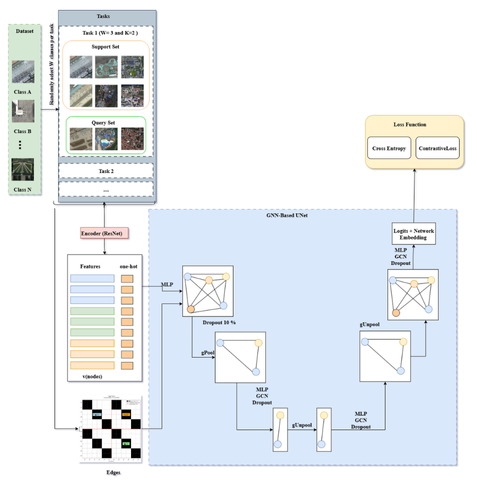 Dataset
Class A
Class B
Class N
Randomly select W classes per task
Tasks
Task 1 (W= 3 and K=2 )
Support Set
Query Set
Task 2
....
Encoder (ResNet)
Features
one-hot
v(nodes)
Edges
GNN-Based UNet
MLP
Dropout 10 %
gPool
MLP
GCN
Dropout
gUnpool
MLP
GCN
Dropout
gUnpool
MLP
GCN
Dropout
Logits + Network
Embedding
Loss Function
Cross Entropy
ContrustiveLoss